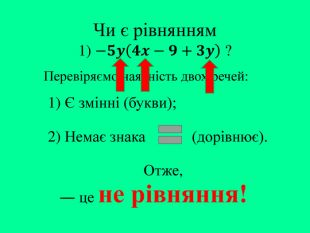 Чи є рівнянням
1) −5y(4x − 9 + 3y) ?
Перевіряємо наявність двох речей:
1) Є змінні (букви);
2) Немає знака = (дорівнює).
Отже,
— це не рівняння!